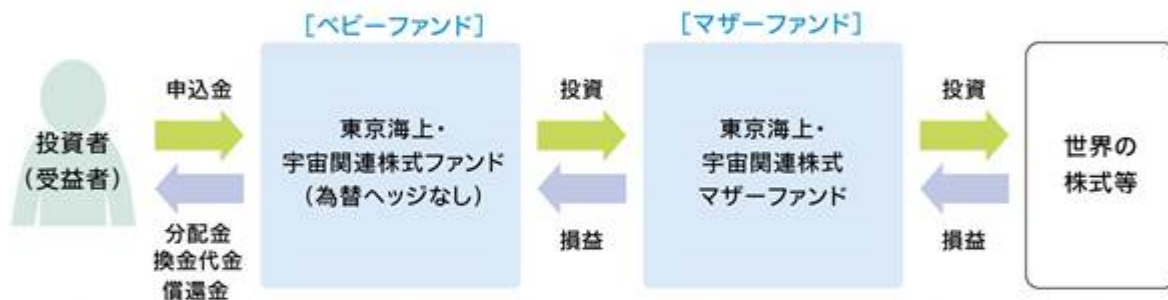 [ベビーファンド]
[マザーファンド]
投資者
（受益者）
申込金
分配金
換金代金
償還金
東京海上・
宇宙関連株式ファンド
（為替ヘッジなし）
投資
損益
東京海上・
宇宙関連株式
マザーファンド
投資
損益
世界の
株式等